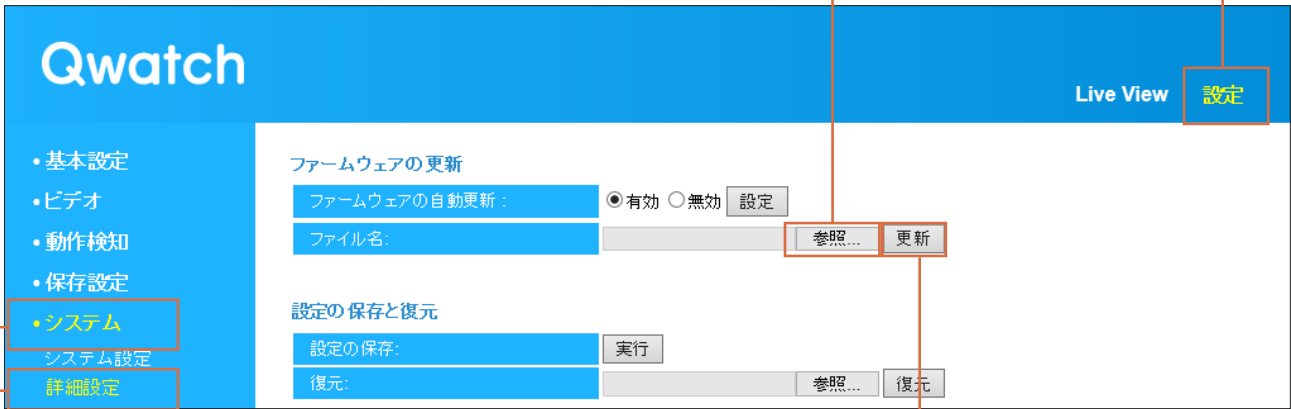 Qwatch
Live View 設定
・基本設定
・ビデオ
・動作検知
・保存設定
・システム
システム設定
詳細設定
ファームウェアの更新
ファームウェアの自動更新 : 有効 無効 設定
ファイル名: 参照... 更新
設定の保存と復元
設定の保存: 実行
復元: 参照... 復元